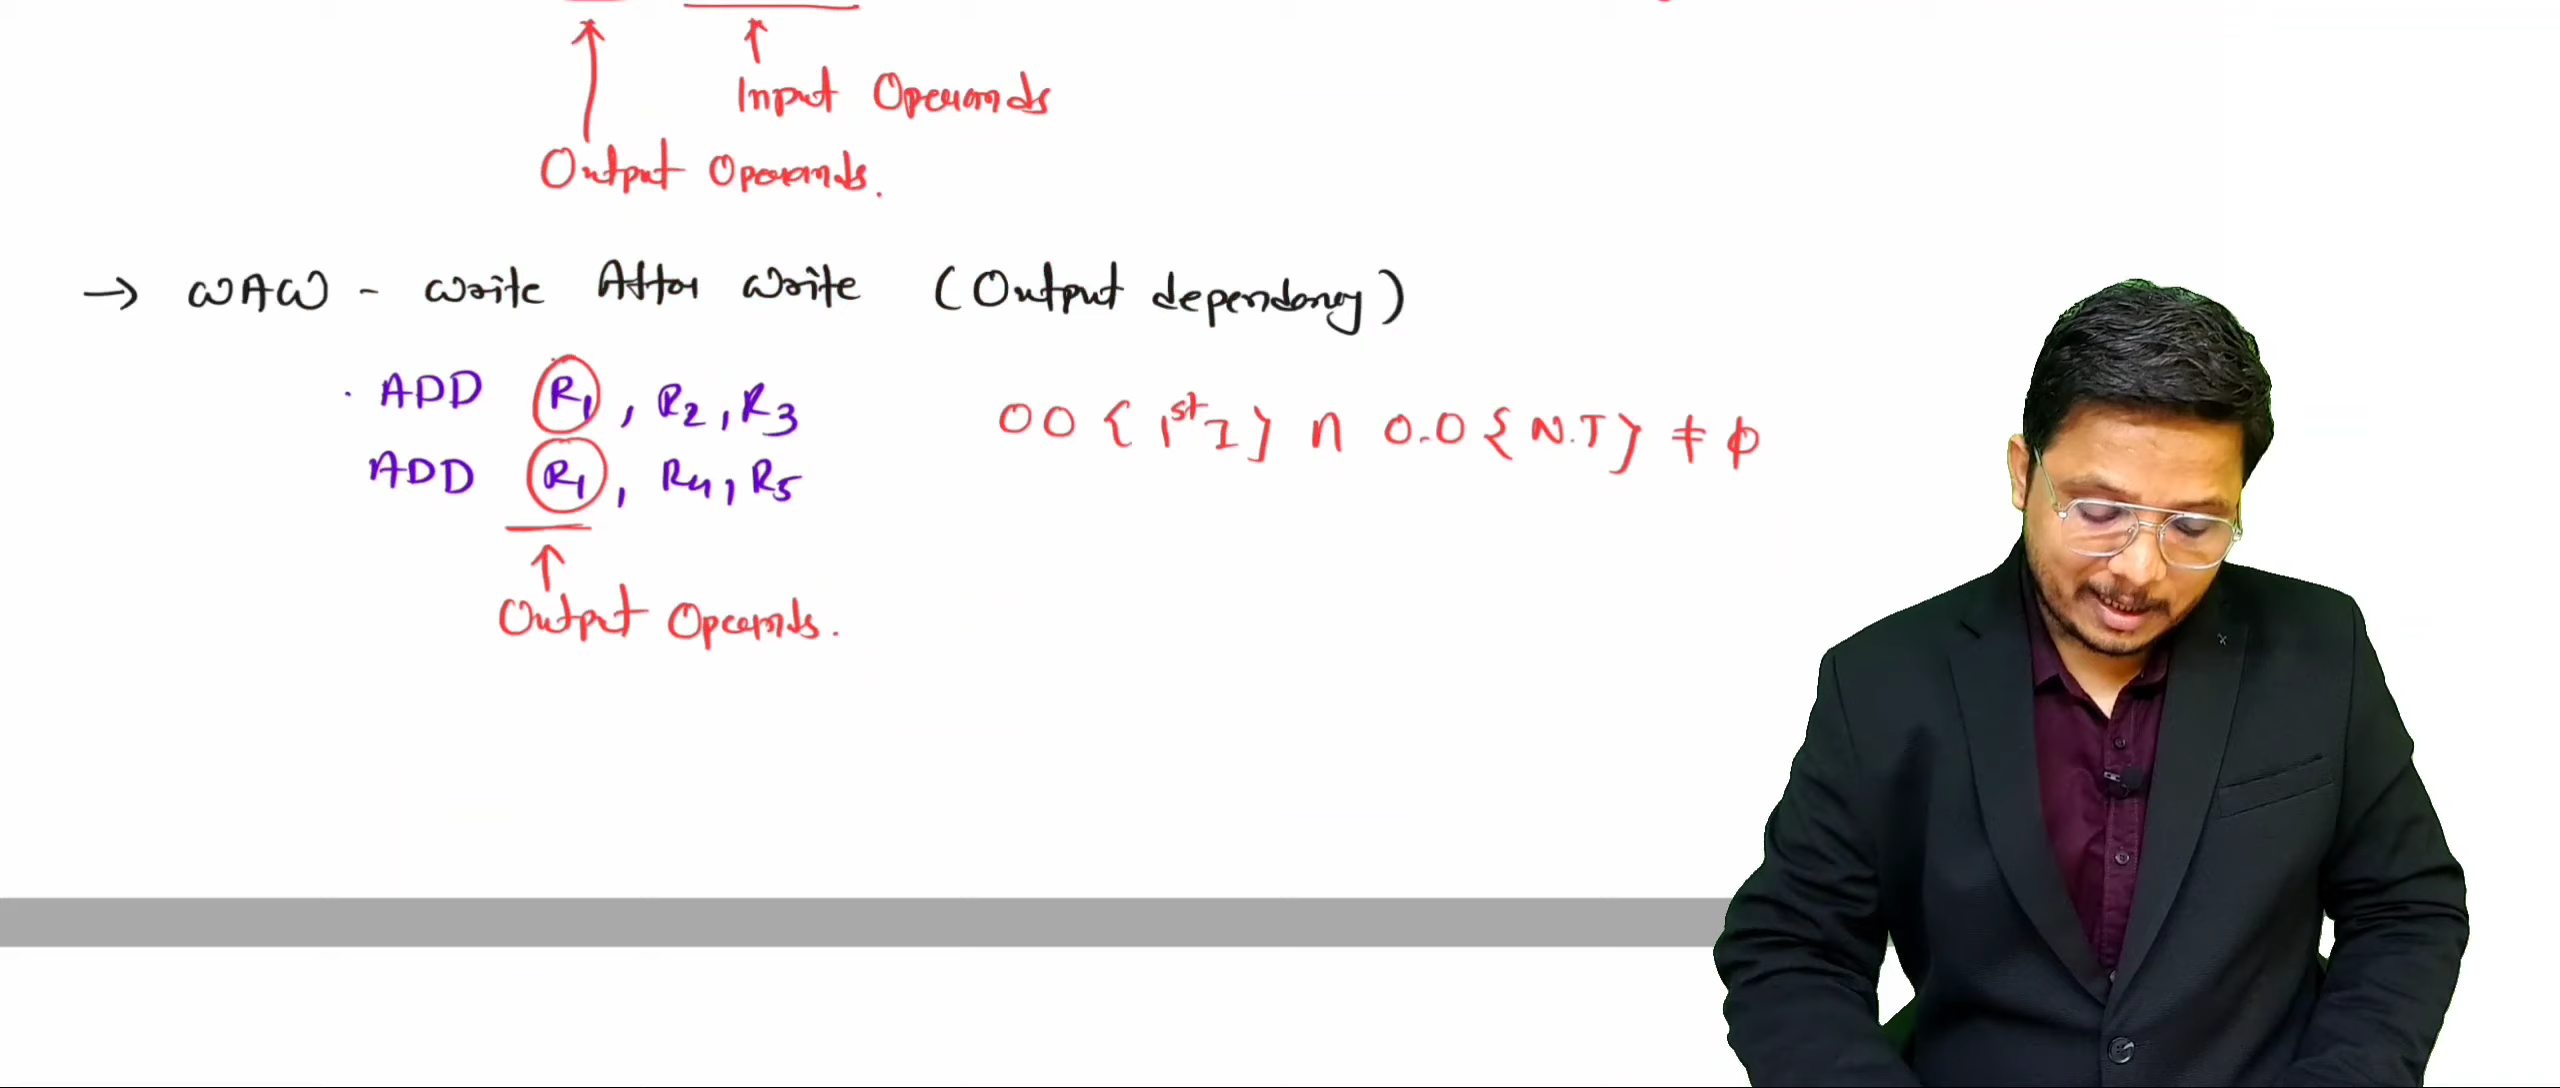 Input Operands
Output Operands.
→ WAW - Write After Write (Output dependency)
ADD R1, R2, R3
OO { 1st I } ∩ O.O { N.I } ≠ φ
ADD R1, R4, R5
Output Operands.